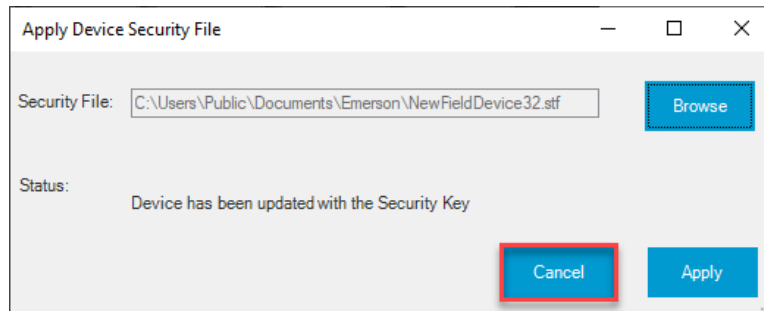 Apply Device Security File
Security File: C:\Users\Public\Documents\Emerson\NewFieldDevice32.stf Browse
Status:
Device has been updated with the Security Key
Cancel Apply